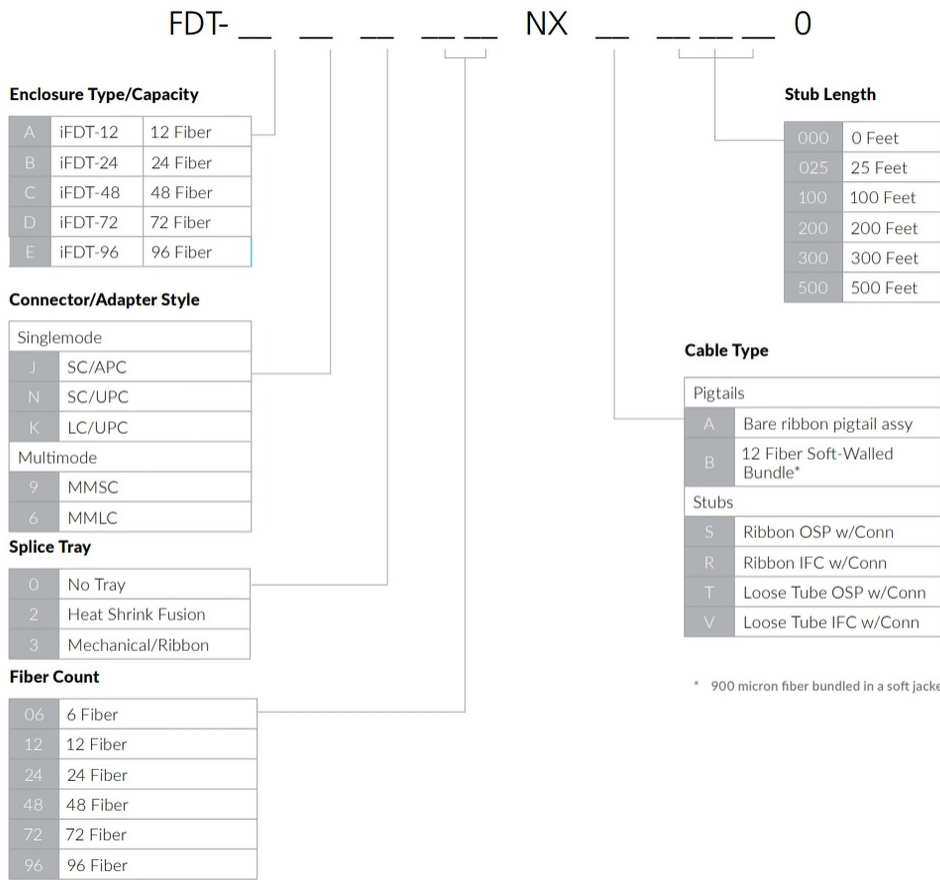 FDT- __ __ __ __ __ NX __ __ __ __ 0
Enclosure Type/Capacity
A iFDT-12 12 Fiber
B iFDT-24 24 Fiber
C iFDT-48 48 Fiber
D iFDT-72 72 Fiber
E iFDT-96 96 Fiber
Connector/Adapter Style
Singlemode
J SC/APC
N SC/UPC
K LC/UPC
Multimode
9 MMSC
6 MMLC
Splice Tray
0 No Tray
2 Heat Shrink Fusion
3 Mechanical/Ribbon
Fiber Count
06 6 Fiber
12 12 Fiber
24 24 Fiber
48 48 Fiber
72 72 Fiber
96 96 Fiber
Stub Length
000 0 Feet
025 25 Feet
100 100 Feet
200 200 Feet
300 300 Feet
500 500 Feet
Cable Type
Pigtails
A Bare ribbon pigtail assy
B 12 Fiber Soft-Walled
Bundle*
Stubs
S Ribbon OSP w/Conn
R Ribbon IFC w/Conn
T Loose Tube OSP w/Conn
V Loose Tube IFC w/Conn
* 900 micron fiber bundled in a soft jacke